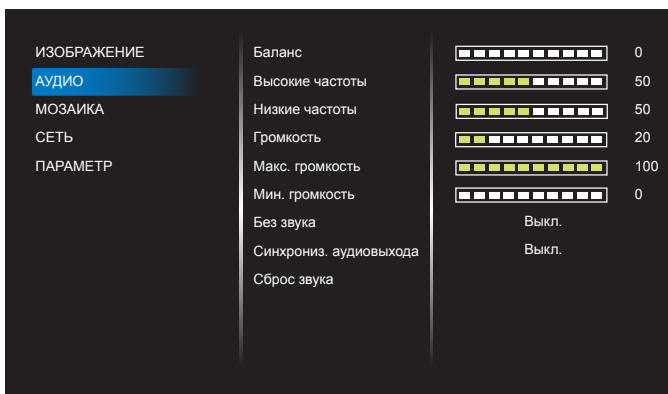 ИЗОБРАЖЕНИЕ
АУДИО
МОЗАИКА
СЕТЬ
ПАРАМЕТР
Баланс 0
Высокие частоты 50
Низкие частоты 50
Громкость 20
Макс. громкость 100
Мин. громкость 0
Без звука Выкл.
Синхрониз. аудиовыхода Выкл.
Сброс звука